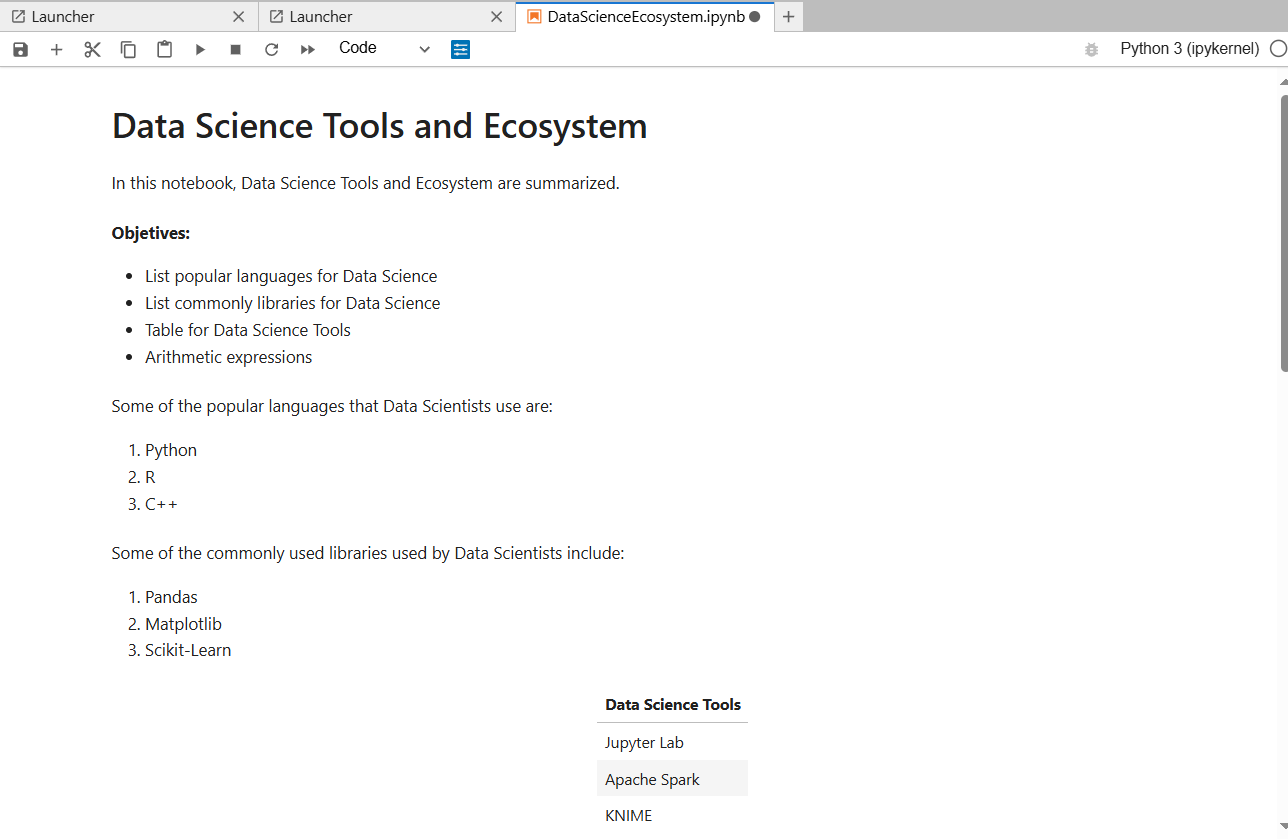 Launcher
Launcher
DataScienceEcosystem.ipynb
Code
Python 3 (ipykernel)
Data Science Tools and Ecosystem
In this notebook, Data Science Tools and Ecosystem are summarized.
Objetives:
• List popular languages for Data Science
• List commonly libraries for Data Science
• Table for Data Science Tools
• Arithmetic expressions
Some of the popular languages that Data Scientists use are:
1. Python
2. R
3. C++
Some of the commonly used libraries used by Data Scientists include:
1. Pandas
2. Matplotlib
3. Scikit-Learn
Data Science Tools
Jupyter Lab
Apache Spark
KNIME